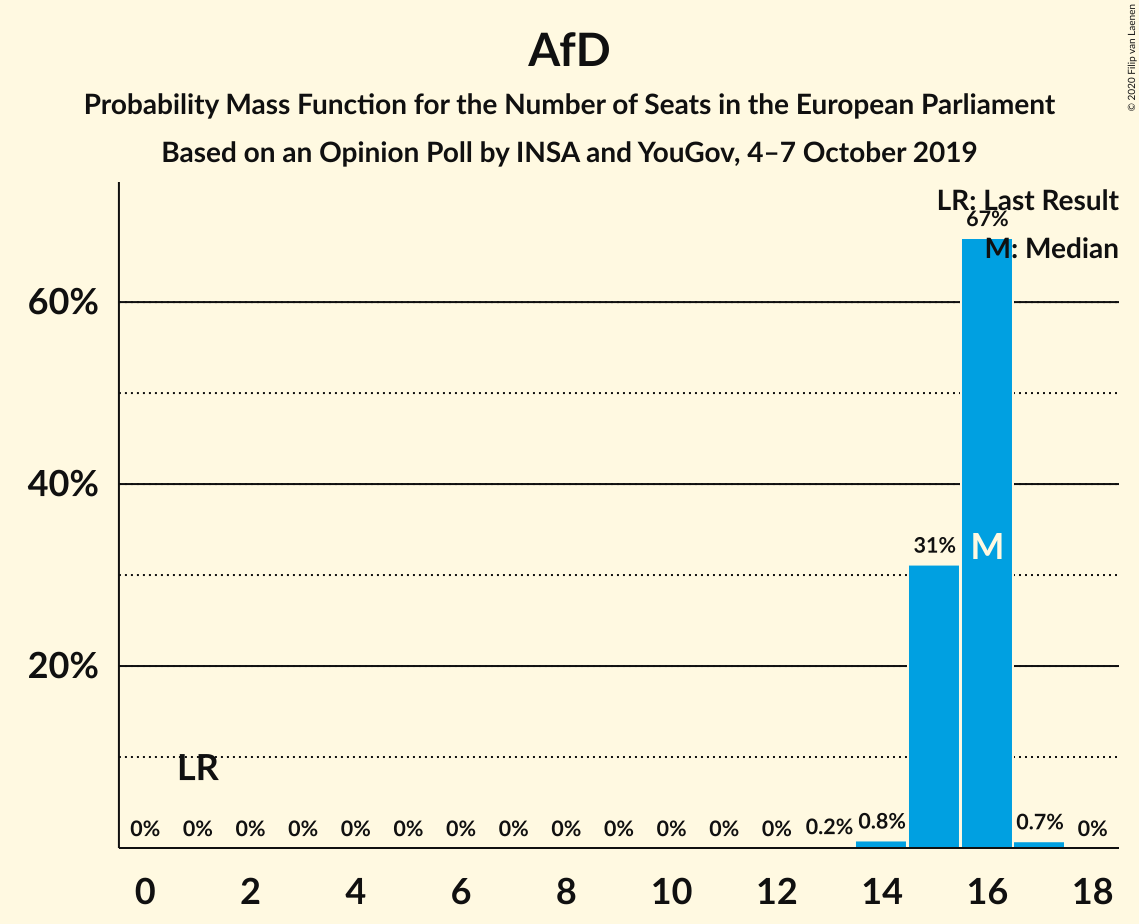 AfD
Probability Mass Function for the Number of Seats in the European Parliament
Based on an Opinion Poll by INSA and YouGov, 4–7 October 2019
© 2020 Filip van Laenen
LR: Last Result
67%
M: Median
60%
40%
31%
M
20%
LR
0% 0% 0% 0% 0% 0% 0% 0% 0% 0% 0% 0% 0% 0.2% 0.8% 0.7% 0%
0 2 4 6 8 10 12 14 16 18